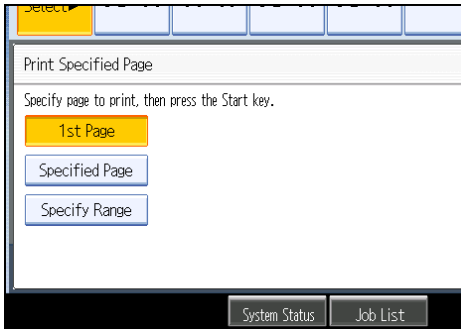 Select►
Print Specified Page
Specify page to print, then press the Start key.
1st Page
Specified Page
Specify Range
System Status
Job List